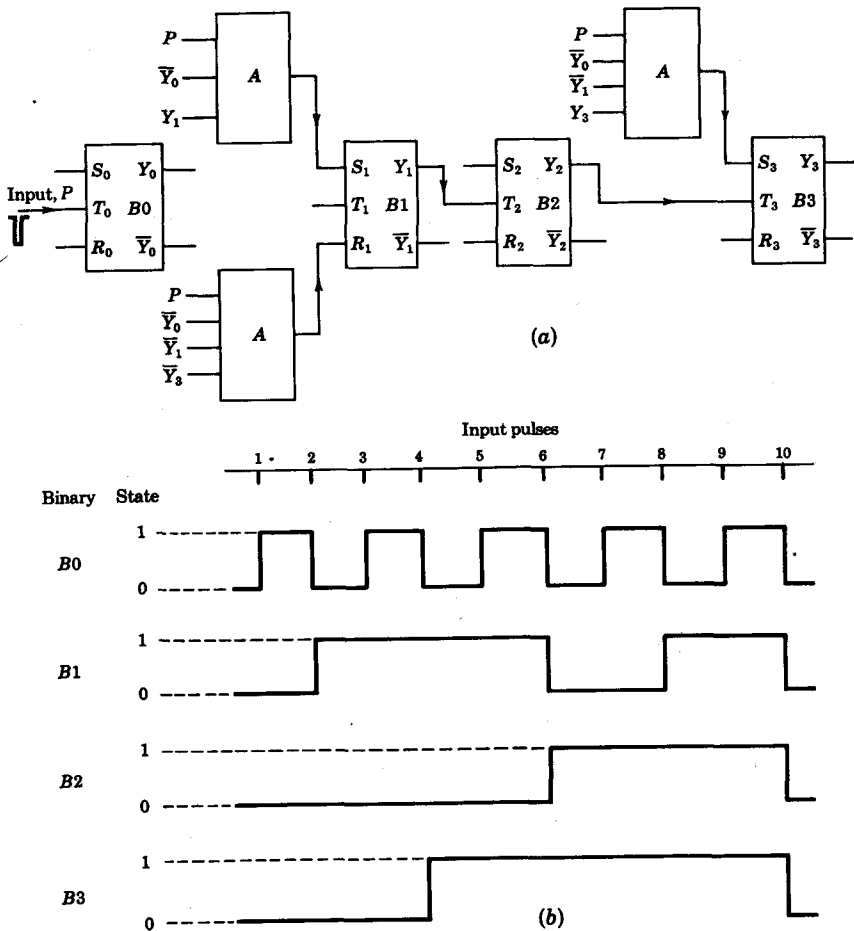 P
Y̅₀
Y₁
A
P
Y̅₀
Y̅₁
Y₃
A
S₀ Y₀
Input, P
T₀ B0
R₀ Y̅₀
S₁ Y₁
T₁ B1
R₁ Y̅₁
S₂ Y₂
T₂ B2
R₂ Y̅₂
S₃ Y₃
T₃ B3
R₃ Y̅₃
P
Y̅₀
Y̅₁
Y̅₃
A
(a)
Input pulses
1 2 3 4 5 6 7 8 9 10
Binary State
1
B0
0
1
B1
0
1
B2
0
1
B3
0
(b)